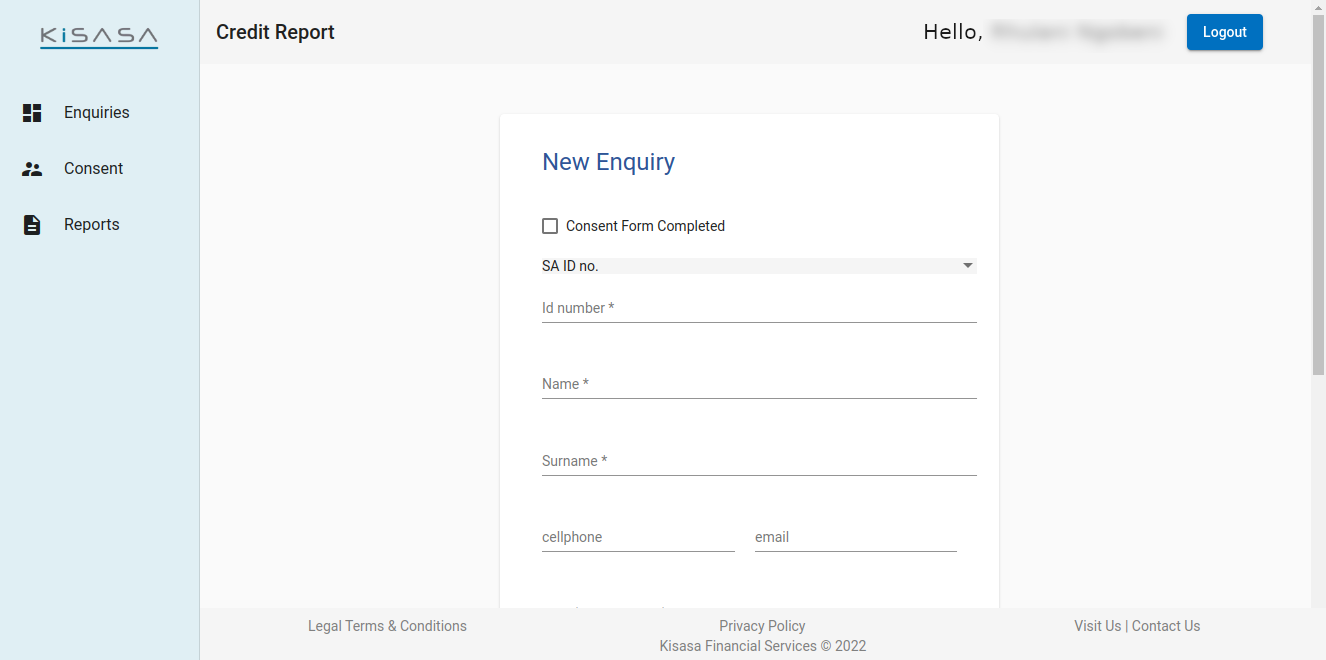 KiSASA
Credit Report
Hello,
Logout
Enquiries
Consent
Reports
New Enquiry
Consent Form Completed
SA ID no.
Id number *
Name *
Surname *
cellphone
email
Legal Terms & Conditions
Privacy Policy
Visit Us | Contact Us
Kisasa Financial Services © 2022